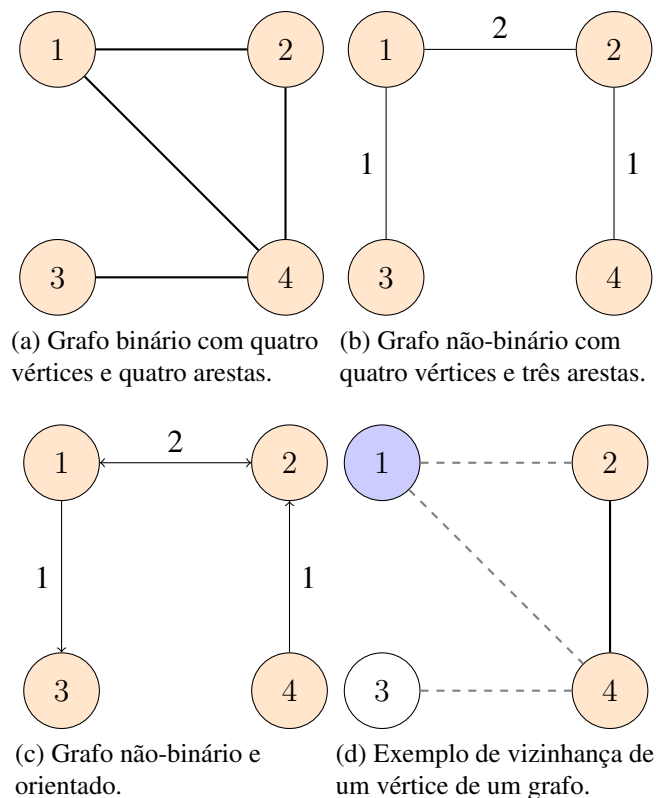 1
2
1
2
2
1
1
3
4
3
4
(a) Grafo binário com quatro
vértices e quatro arestas.
(b) Grafo não-binário com
quatro vértices e três arestas.
1
2
2
1
2
1
1
3
4
3
4
(c) Grafo não-binário e
orientado.
(d) Exemplo de vizinhança de
um vértice de um grafo.